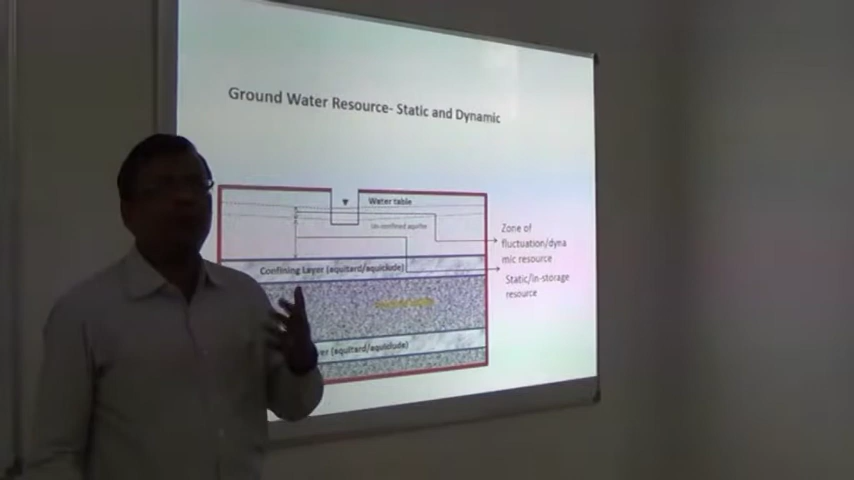 Ground Water Resource- Static and Dynamic
Water table
Un-confined aquifer
Zone of
fluctuation/dyna
mic resource
Confining Layer (aquitard/aquiclude)
Static/in-storage
resource
er (aquitard/aquiclude)